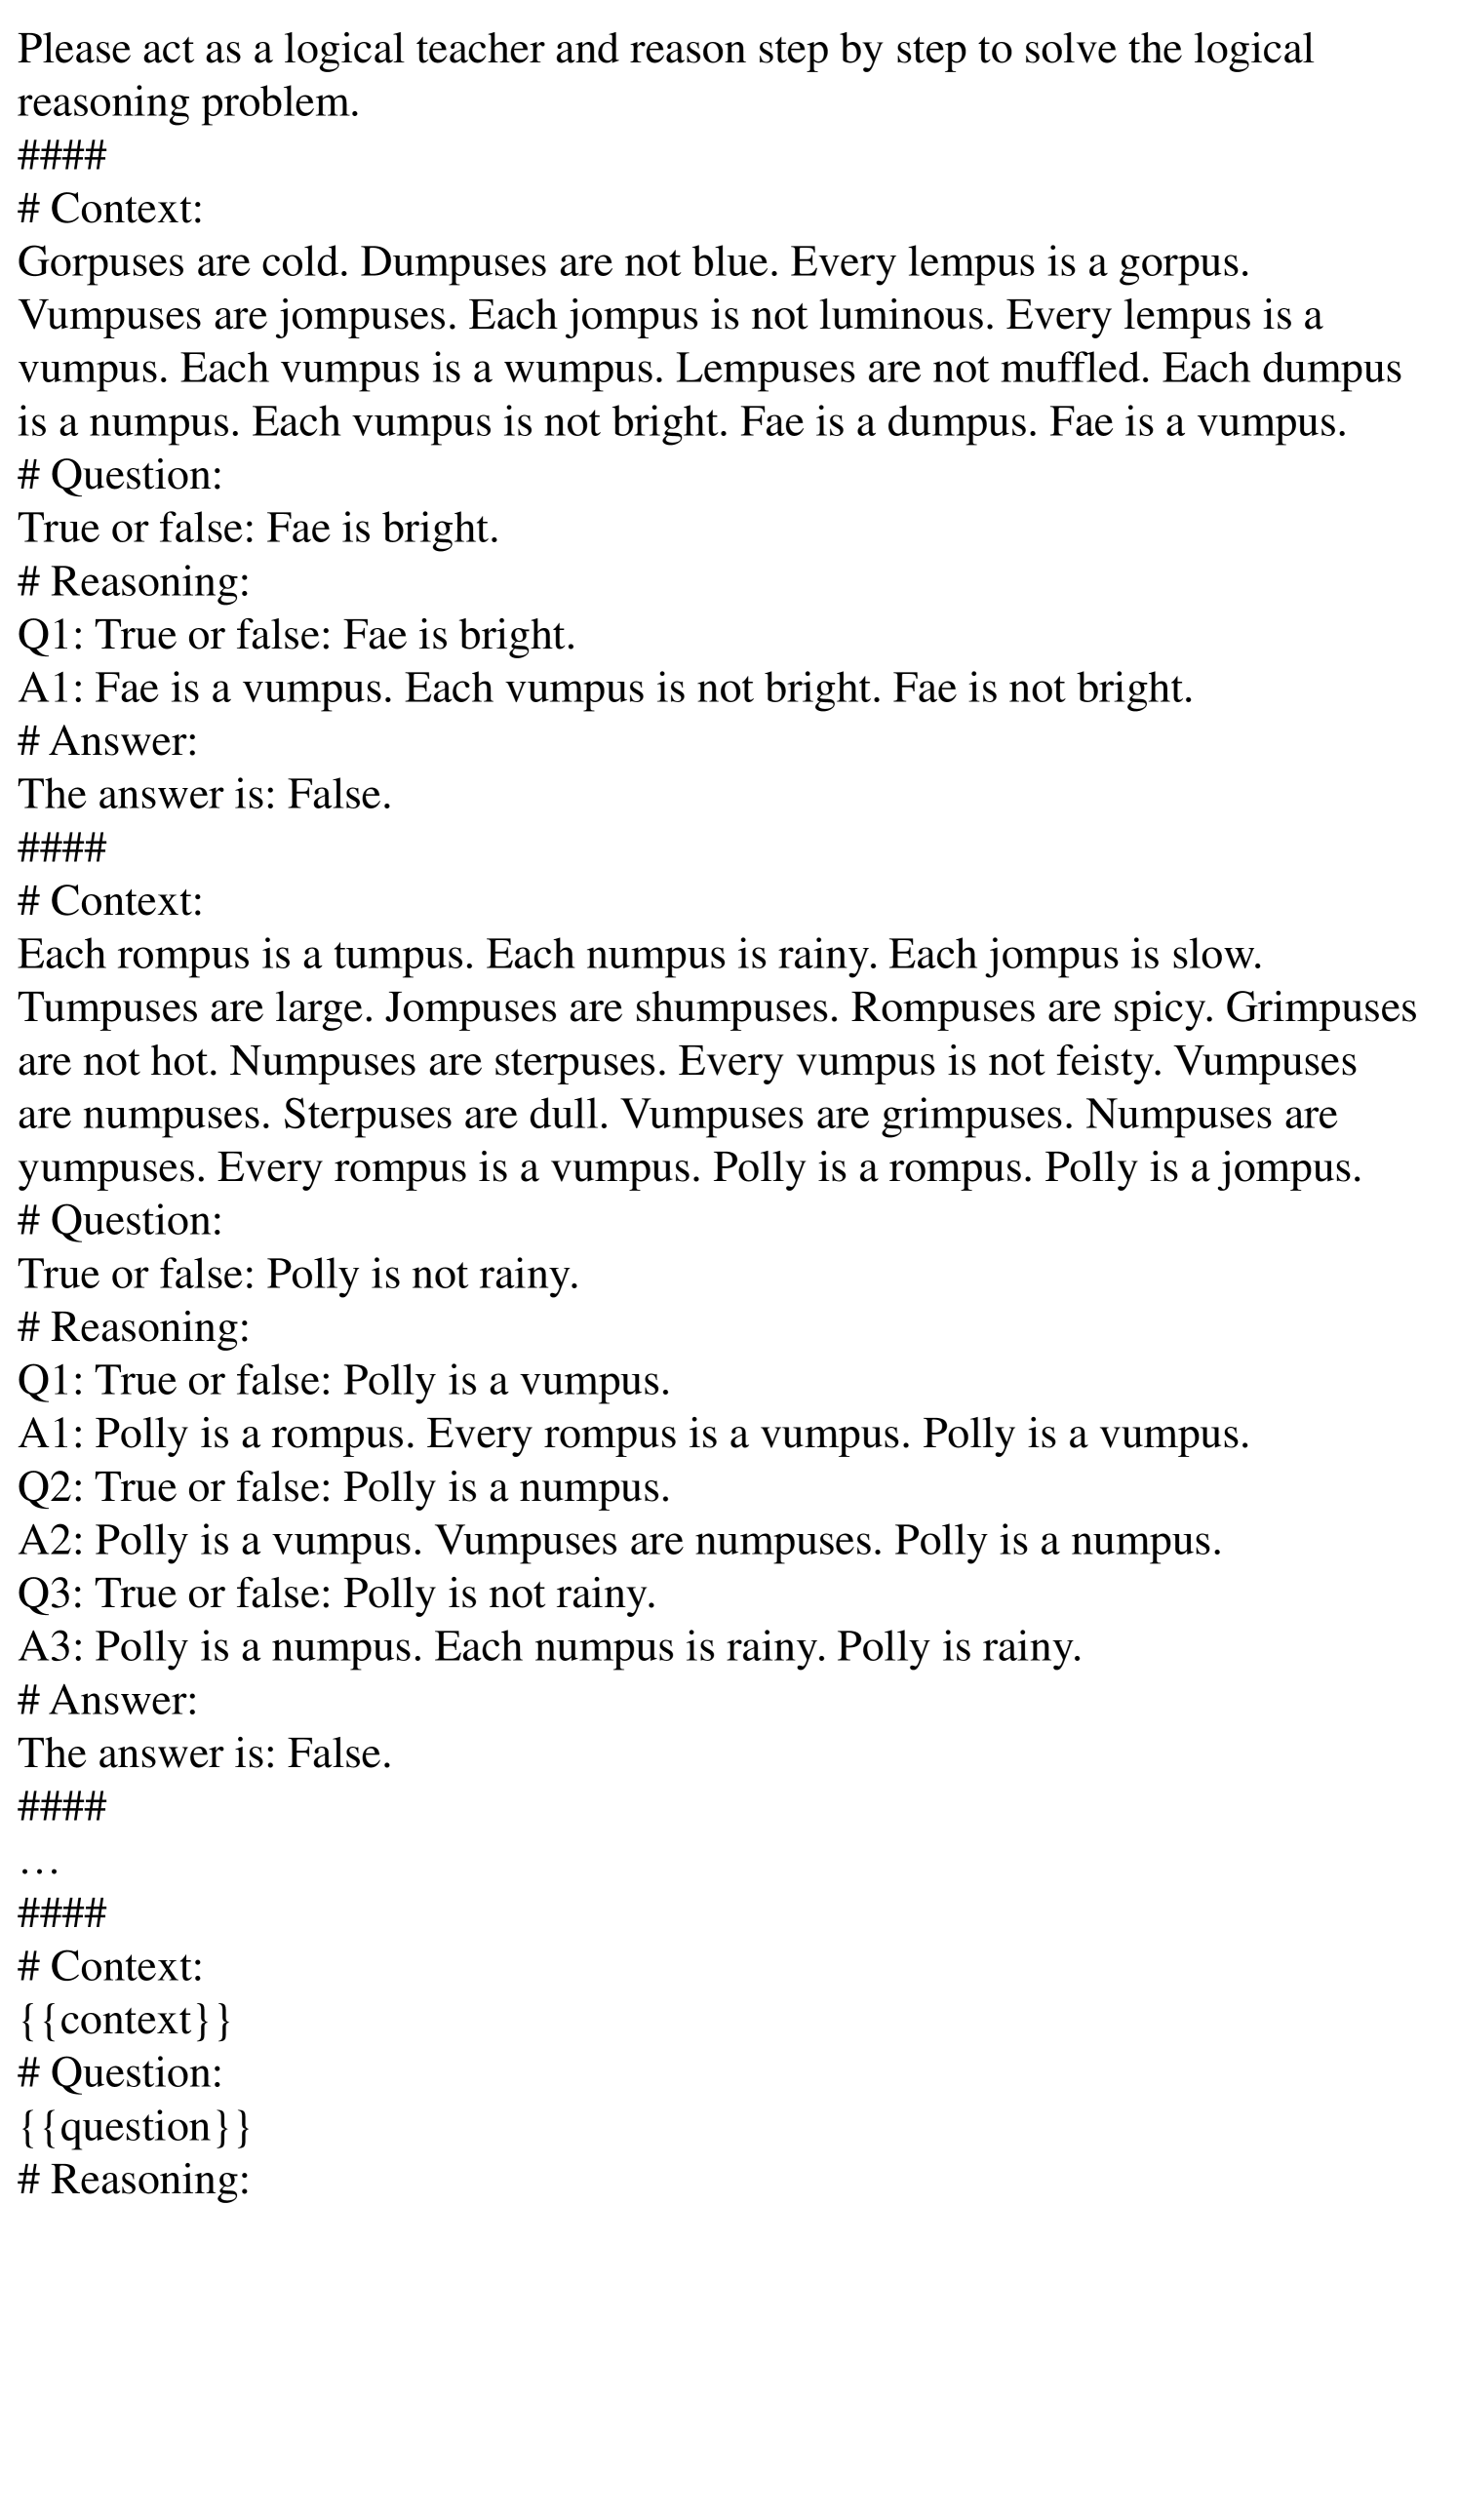 Please act as a logical teacher and reason step by step to solve the logical
reasoning problem.
####
# Context:
Gorpuses are cold. Dumpuses are not blue. Every lempus is a gorpus.
Vumpuses are jompuses. Each jompus is not luminous. Every lempus is a
vumpus. Each vumpus is a wumpus. Lempuses are not muffled. Each dumpus
is a numpus. Each vumpus is not bright. Fae is a dumpus. Fae is a vumpus.
# Question:
True or false: Fae is bright.
# Reasoning:
Q1: True or false: Fae is bright.
A1: Fae is a vumpus. Each vumpus is not bright. Fae is not bright.
# Answer:
The answer is: False.
####
# Context:
Each rompus is a tumpus. Each numpus is rainy. Each jompus is slow.
Tumpuses are large. Jompuses are shumpuses. Rompuses are spicy. Grimpuses
are not hot. Numpuses are sterpuses. Every vumpus is not feisty. Vumpuses
are numpuses. Sterpuses are dull. Vumpuses are grimpuses. Numpuses are
yumpuses. Every rompus is a vumpus. Polly is a rompus. Polly is a jompus.
# Question:
True or false: Polly is not rainy.
# Reasoning:
Q1: True or false: Polly is a vumpus.
A1: Polly is a rompus. Every rompus is a vumpus. Polly is a vumpus.
Q2: True or false: Polly is a numpus.
A2: Polly is a vumpus. Vumpuses are numpuses. Polly is a numpus.
Q3: True or false: Polly is not rainy.
A3: Polly is a numpus. Each numpus is rainy. Polly is rainy.
# Answer:
The answer is: False.
####
…
####
# Context:
{{context}}
# Question:
{{question}}
# Reasoning: